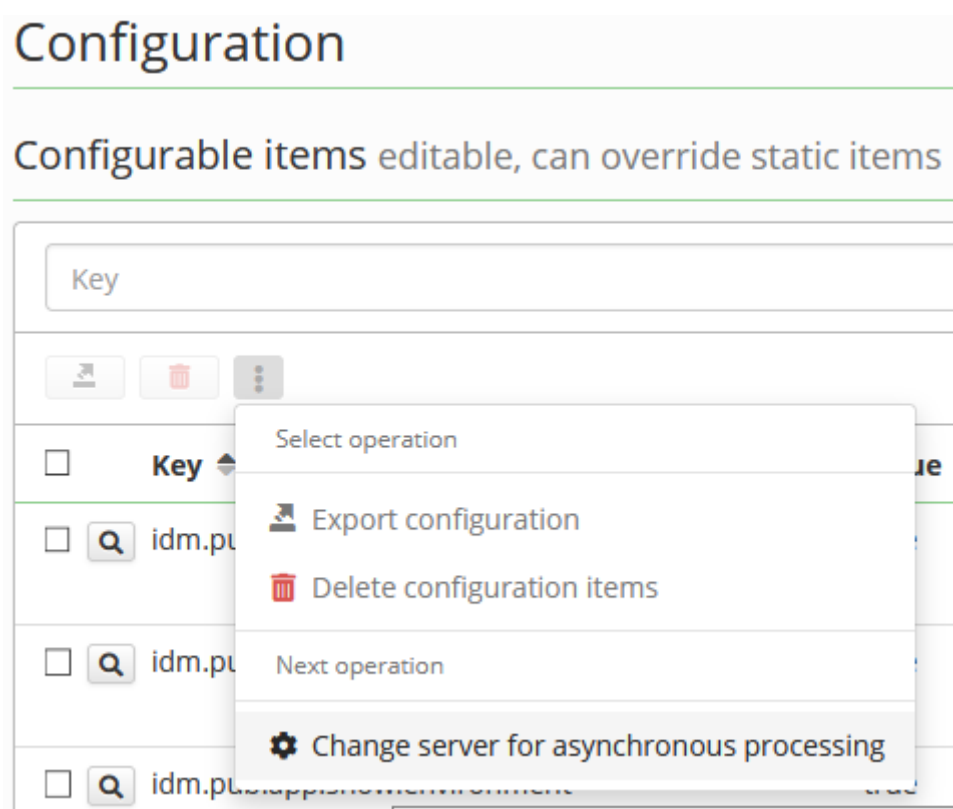 Configuration
Configurable items editable, can override static items
Key
Select operation
Key
Export configuration
Delete configuration items
Next operation
Change server for asynchronous processing